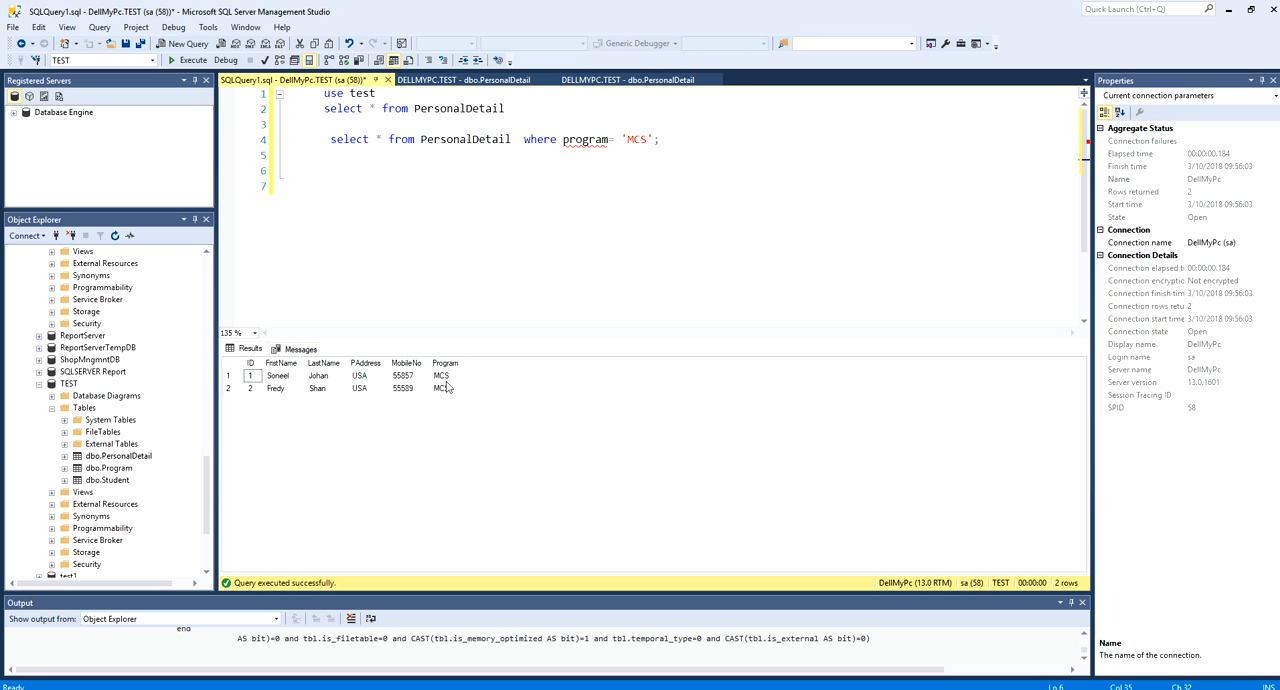 SQLQuery1.sql - DellMyPc.TEST (sa (58))* - Microsoft SQL Server Management Studio
Quick Launch (Ctrl+Q)
File Edit View Query Project Debug Tools Window Help
New Query
Generic Debugger
TEST
Execute Debug
Registered Servers
Database Engine
SQLQuery1.sql - DellMyPc.TEST (sa (58))*
DELLMYPC.TEST - dbo.PersonalDetail
DELLMYPC.TEST - dbo.PersonalDetail
1 use test
2 select * from PersonalDetail
3
4 select * from PersonalDetail where program= 'MCS';
5
6
7
135 %
Object Explorer
Connect
Views
External Resources
Synonyms
Programmability
Service Broker
Storage
Security
ReportServer
ReportServerTempDB
ShopMngmntDB
SQLSERVER Report
TEST
Database Diagrams
Tables
System Tables
FileTables
External Tables
dbo.PersonalDetail
dbo.Program
dbo.Student
Views
External Resources
Synonyms
Programmability
Service Broker
Storage
Security
test1
Results Messages
ID FristName LastName PAddress MobileNo Program
1 1 Soneel Johan USA 55857 MCS
2 2 Fredy Shan USA 55589 MCS
Query executed successfully.
DellMyPc (13.0 RTM) sa (58) TEST 00:00:00 2 rows
Properties
Current connection parameters
Aggregate Status
Connection failures
Elapsed time 00:00:00.184
Finish time 3/10/2018 09:56:03
Name DellMyPc
Rows returned 2
Start time 3/10/2018 09:56:03
State Open
Connection
Connection name DellMyPc (sa)
Connection Details
Connection elapsed ti 00:00:00.184
Connection encryptio Not encrypted
Connection finish tim 3/10/2018 09:56:03
Connection rows retu 2
Connection start time 3/10/2018 09:56:03
Connection state Open
Display name DellMyPc
Login name sa
Server name DellMyPc
Server version 13.0.1601
Session Tracing ID
SPID 58
Name
The name of the connection.
Output
Show output from: Object Explorer
end
AS bit)=0 and tbl.is_filetable=0 and CAST(tbl.is_memory_optimized AS bit)=1 and tbl.temporal_type=0 and CAST(tbl.is_external AS bit)=0)
Ready
Ln 6 Col 35 Ch 32 INS